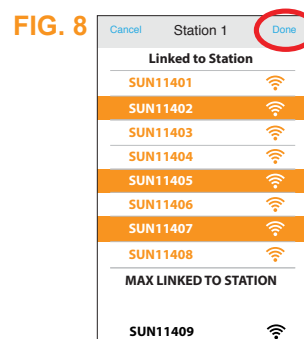 FIG. 8
Cancel Station 1 Done
Linked to Station
SUN11401
SUN11402
SUN11403
SUN11404
SUN11405
SUN11406
SUN11407
SUN11408
MAX LINKED TO STATION
SUN11409